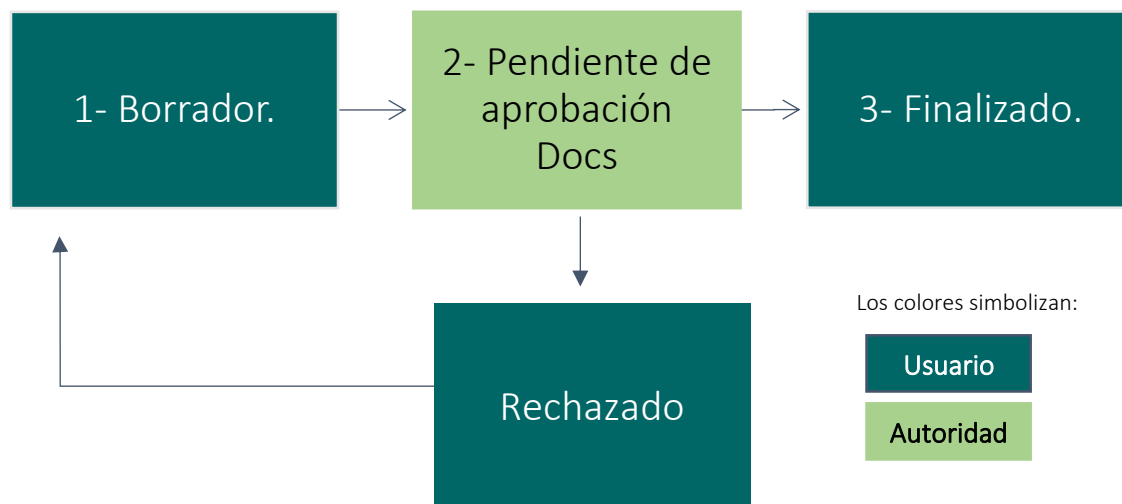 1- Borrador.
2- Pendiente de
aprobación
Docs
3- Finalizado.
Rechazado
Los colores simbolizan:
Usuario
Autoridad